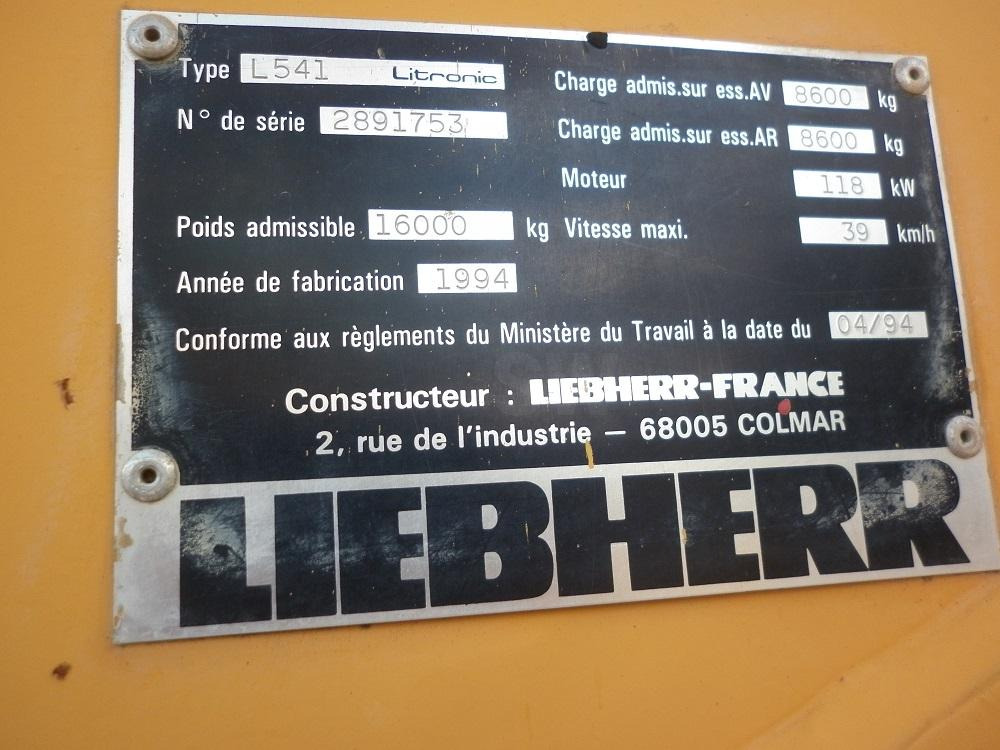 Type L541 Litronic
N° de série 2891753
Poids admissible 16000 kg
Année de fabrication 1994
Charge admis.sur ess.AV 8600 kg
Charge admis.sur ess.AR 8600 kg
Moteur 118 kW
Vitesse maxi. 39 km/h
Conforme aux règlements du Ministère du Travail à la date du 04/94
Constructeur : LIEBHERR-FRANCE
2, rue de l'industrie — 68005 COLMAR
LIEBHERR